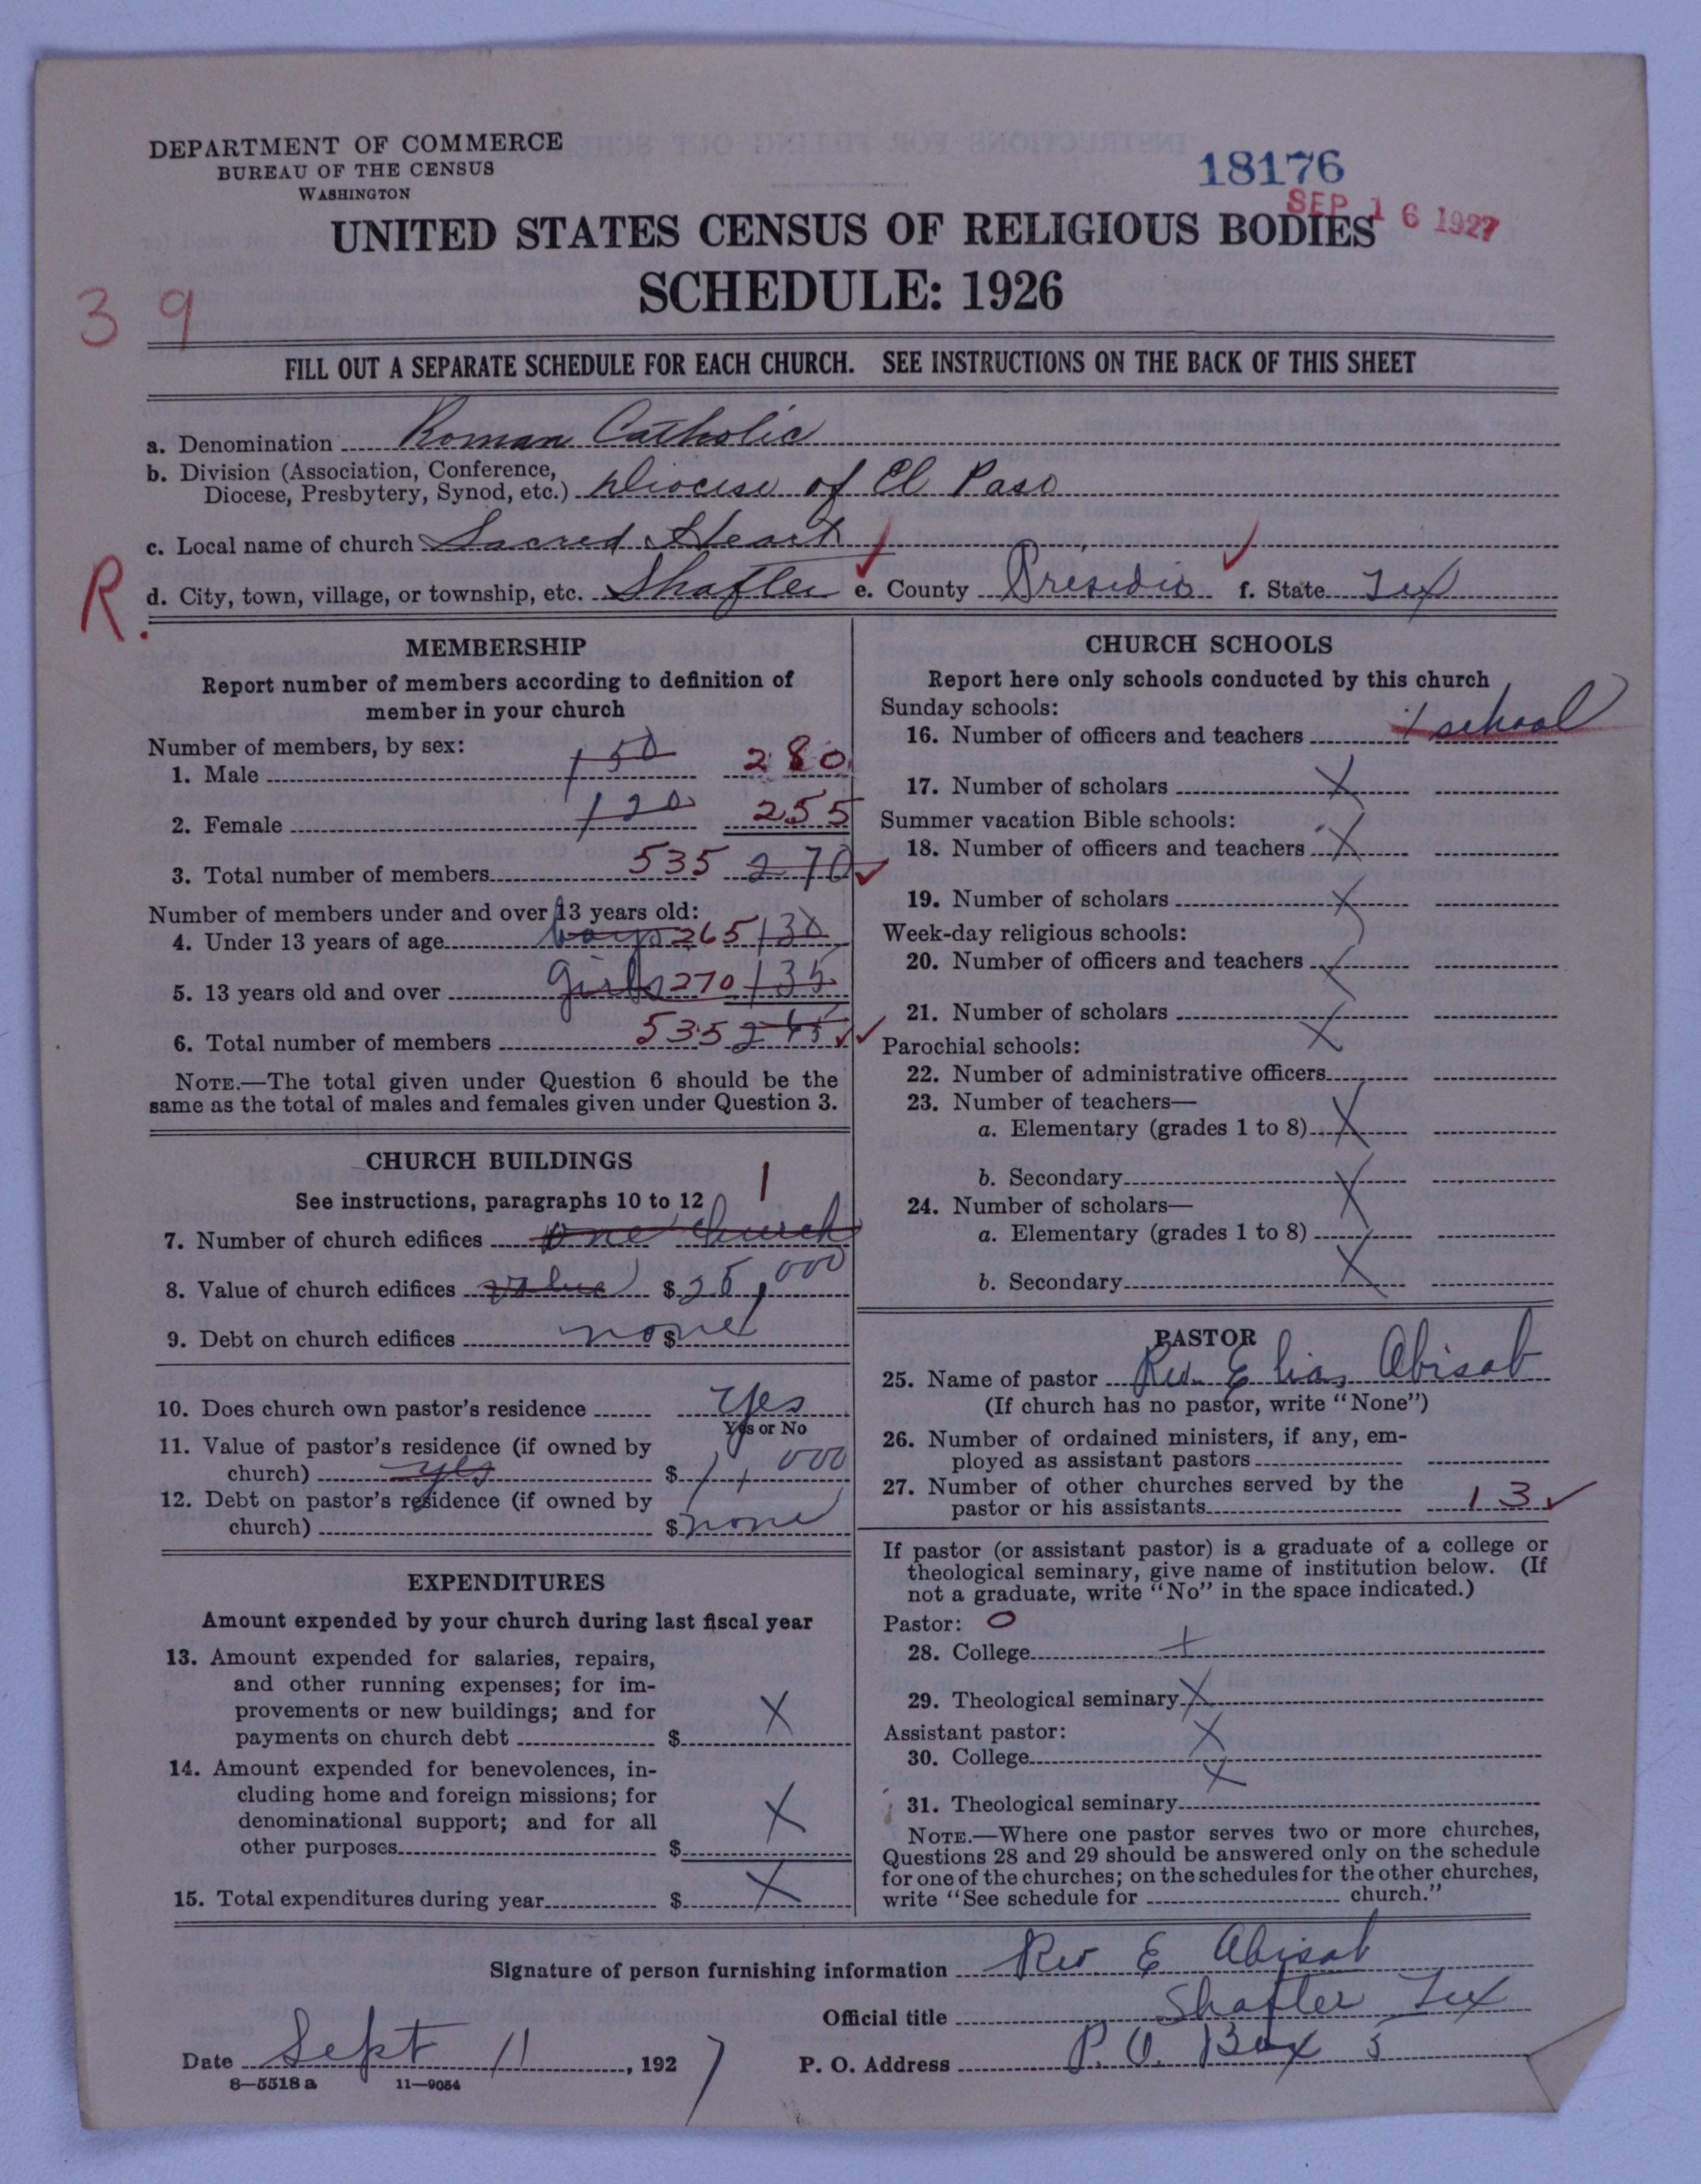 DEPARTMENT OF COMMERCE
BUREAU OF THE CENSUS
WASHINGTON
18176
SEP 16 1927
UNITED STATES CENSUS OF RELIGIOUS BODIES
SCHEDULE: 1926
39
FILL OUT A SEPARATE SCHEDULE FOR EACH CHURCH. SEE INSTRUCTIONS ON THE BACK OF THIS SHEET
a. Denomination Roman Catholic
b. Division (Association, Conference,
Diocese, Presbytery, Synod, etc.) Diocese of El Paso
c. Local name of church Sacred Heart
R.
d. City, town, village, or township, etc. Shafter e. County Presidio f. State Tex
MEMBERSHIP
Report number of members according to definition of
member in your church
Number of members, by sex:
1. Male 150 280
2. Female 120 255
3. Total number of members 535 270
Number of members under and over 13 years old:
4. Under 13 years of age boys 265 130
5. 13 years old and over girls 270 135
6. Total number of members 535 265
NOTE.—The total given under Question 6 should be the
same as the total of males and females given under Question 3.
CHURCH BUILDINGS
See instructions, paragraphs 10 to 12 1
7. Number of church edifices one church
8. Value of church edifices value $25,000
9. Debt on church edifices none $
10. Does church own pastor's residence Yes
Yes or No
11. Value of pastor's residence (if owned by
church) yes $ 1,000
12. Debt on pastor's residence (if owned by
church) $ none
EXPENDITURES
Amount expended by your church during last fiscal year
13. Amount expended for salaries, repairs,
and other running expenses; for im-
provements or new buildings; and for
payments on church debt $ X
14. Amount expended for benevolences, in-
cluding home and foreign missions; for
denominational support; and for all
other purposes $ X
15. Total expenditures during year $ X
CHURCH SCHOOLS
Report here only schools conducted by this church
Sunday schools:
16. Number of officers and teachers 1 school
17. Number of scholars X
Summer vacation Bible schools:
18. Number of officers and teachers X
19. Number of scholars X
Week-day religious schools:
20. Number of officers and teachers X
21. Number of scholars X
Parochial schools:
22. Number of administrative officers
23. Number of teachers—
a. Elementary (grades 1 to 8) X
b. Secondary X
24. Number of scholars—
a. Elementary (grades 1 to 8)
b. Secondary X
PASTOR
25. Name of pastor Rev. Elias Abisab
(If church has no pastor, write "None")
26. Number of ordained ministers, if any, em-
ployed as assistant pastors
27. Number of other churches served by the
pastor or his assistants 13
If pastor (or assistant pastor) is a graduate of a college or
theological seminary, give name of institution below. (If
not a graduate, write "No" in the space indicated.)
Pastor: O
28. College X
29. Theological seminary X
Assistant pastor:
30. College X
31. Theological seminary X
NOTE.—Where one pastor serves two or more churches,
Questions 28 and 29 should be answered only on the schedule
for one of the churches; on the schedules for the other churches,
write "See schedule for church."
Signature of person furnishing information Rev E Abisab
Official title Shafter Tex
Date Sept 11, 1927 P. O. Address P. O. Box 5
8—5518 a 11—9054